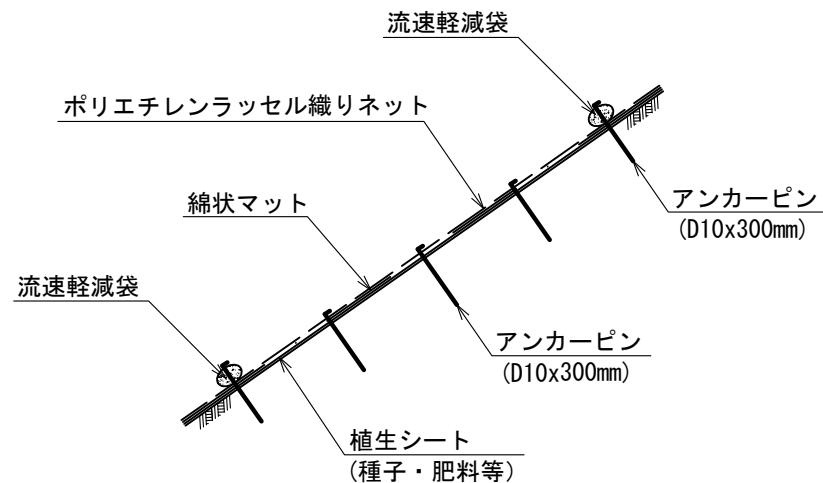 流速軽減袋
ポリエチレンラッセル織りネット
綿状マット
アンカーピン
(D10x300mm)
流速軽減袋
アンカーピン
(D10x300mm)
植生シート
(種子・肥料等)